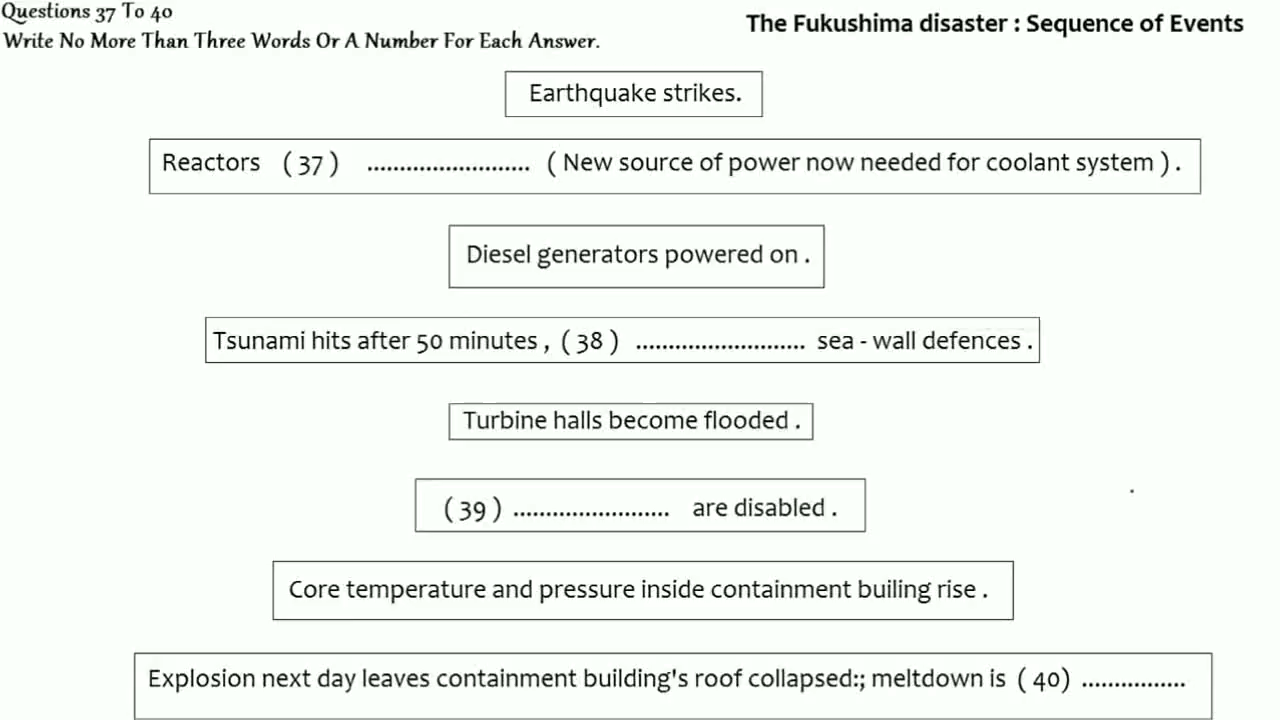 Questions 37 To 40
The Fukushima disaster : Sequence of Events
Write No More Than Three Words Or A Number For Each Answer.
Earthquake strikes.
Reactors ( 37 ) ......................... ( New source of power now needed for coolant system ) .
Diesel generators powered on .
Tsunami hits after 50 minutes , ( 38 ) .......................... sea - wall defences .
Turbine halls become flooded .
( 39 ) ........................ are disabled .
Core temperature and pressure inside containment builing rise .
Explosion next day leaves containment building's roof collapsed:; meltdown is ( 40) ................